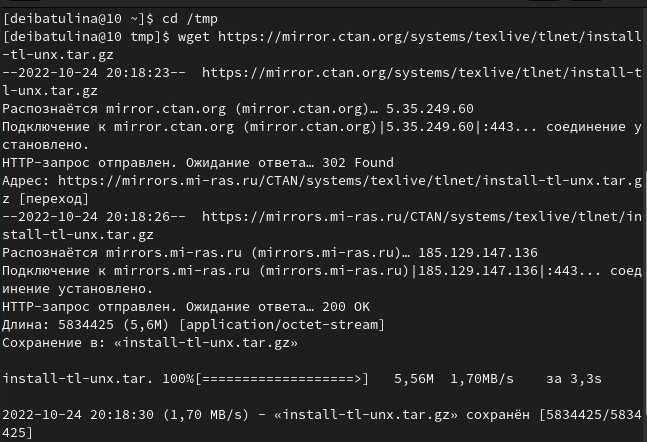 [deibatulina@10 ~]$ cd /tmp
[deibatulina@10 tmp]$ wget https://mirror.ctan.org/systems/texlive/tlnet/install
-tl-unx.tar.gz
--2022-10-24 20:18:23--  https://mirror.ctan.org/systems/texlive/tlnet/install-t
l-unx.tar.gz
Распознаётся mirror.ctan.org (mirror.ctan.org)… 5.35.249.60
Подключение к mirror.ctan.org (mirror.ctan.org)|5.35.249.60|:443... соединение у
становлено.
HTTP-запрос отправлен. Ожидание ответа… 302 Found
Адрес: https://mirrors.mi-ras.ru/CTAN/systems/texlive/tlnet/install-tl-unx.tar.g
z [переход]
--2022-10-24 20:18:26--  https://mirrors.mi-ras.ru/CTAN/systems/texlive/tlnet/in
stall-tl-unx.tar.gz
Распознаётся mirrors.mi-ras.ru (mirrors.mi-ras.ru)… 185.129.147.136
Подключение к mirrors.mi-ras.ru (mirrors.mi-ras.ru)|185.129.147.136|:443... соед
инение установлено.
HTTP-запрос отправлен. Ожидание ответа… 200 OK
Длина: 5834425 (5,6M) [application/octet-stream]
Сохранение в: «install-tl-unx.tar.gz»
install-tl-unx.tar. 100%[===================>]   5,56M  1,70MB/s    за 3,3s
2022-10-24 20:18:30 (1,70 MB/s) - «install-tl-unx.tar.gz» сохранён [5834425/5834
425]